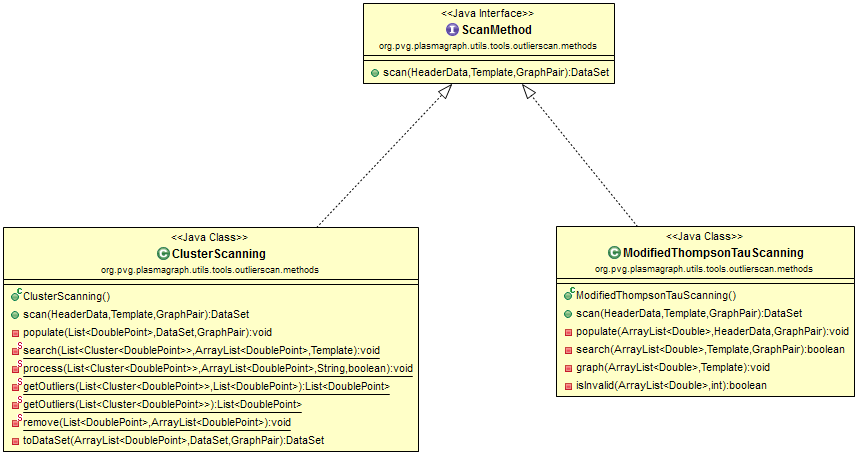 <<Java Interface>>
I ScanMethod
org.pvg.plasmagraph.utils.tools.outlierscan.methods
scan(HeaderData,Template,GraphPair):DataSet
<<Java Class>>
C ClusterScanning
org.pvg.plasmagraph.utils.tools.outlierscan.methods
C ClusterScanning()
scan(HeaderData,Template,GraphPair):DataSet
populate(List<DoublePoint>,DataSet,GraphPair):void
S search(List<Cluster<DoublePoint>>,ArrayList<DoublePoint>,Template):void
S process(List<Cluster<DoublePoint>>,ArrayList<DoublePoint>,String,boolean):void
S getOutliers(List<Cluster<DoublePoint>>,List<DoublePoint>):List<DoublePoint>
S getOutliers(List<Cluster<DoublePoint>>):List<DoublePoint>
S remove(List<DoublePoint>,ArrayList<DoublePoint>):void
toDataSet(ArrayList<DoublePoint>,DataSet,GraphPair):DataSet
<<Java Class>>
C ModifiedThompsonTauScanning
org.pvg.plasmagraph.utils.tools.outlierscan.methods
C ModifiedThompsonTauScanning()
scan(HeaderData,Template,GraphPair):DataSet
populate(ArrayList<Double>,HeaderData,GraphPair):void
search(ArrayList<Double>,Template,GraphPair):boolean
graph(ArrayList<Double>,Template):void
isInvalid(ArrayList<Double>,int):boolean